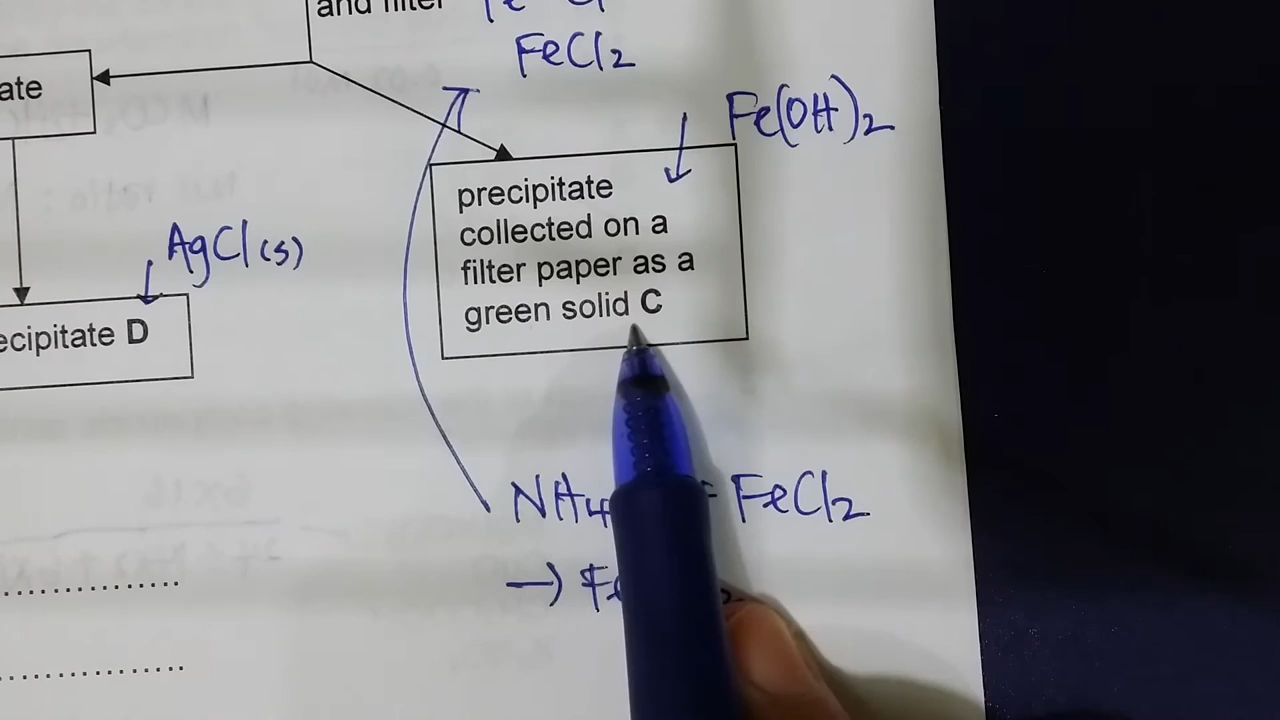 and filter
FeCl2
ate
Fe(OH)2
precipitate
collected on a
filter paper as a
green solid C
AgCl(s)
ecipitate D
NH4 FeCl2
→ Fe